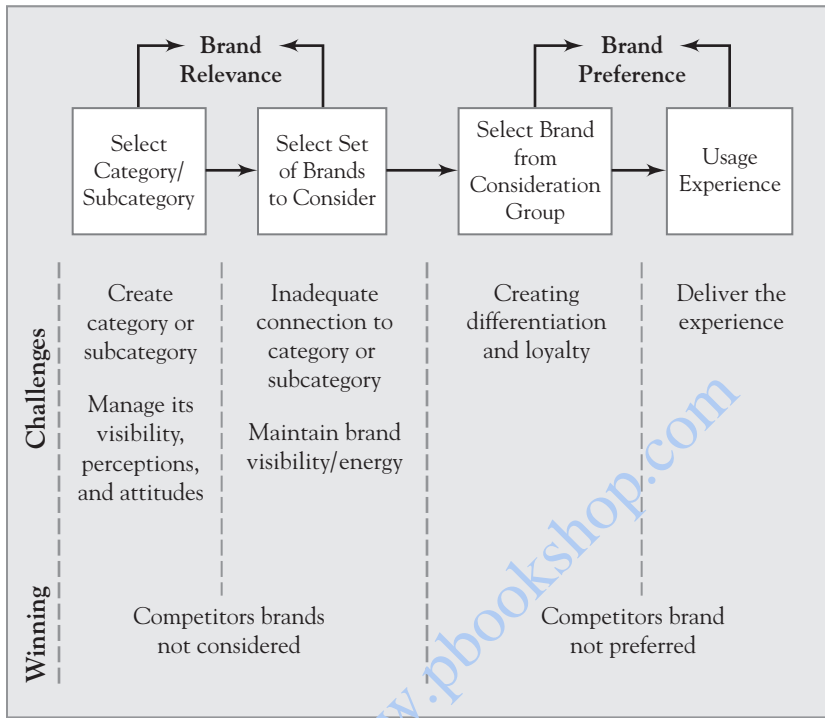 Brand
Relevance
Brand
Preference
Select
Category/
Subcategory
Select Set
of Brands
to Consider
Select Brand
from
Consideration
Group
Usage
Experience
Challenges
Create
category or
subcategory
Manage its
visibility,
perceptions,
and attitudes
Inadequate
connection to
category or
subcategory
Maintain brand
visibility/energy
Creating
differentiation
and loyalty
Deliver the
experience
Winning
Competitors brands
not considered
Competitors brand
not preferred
w.pbookshop.com